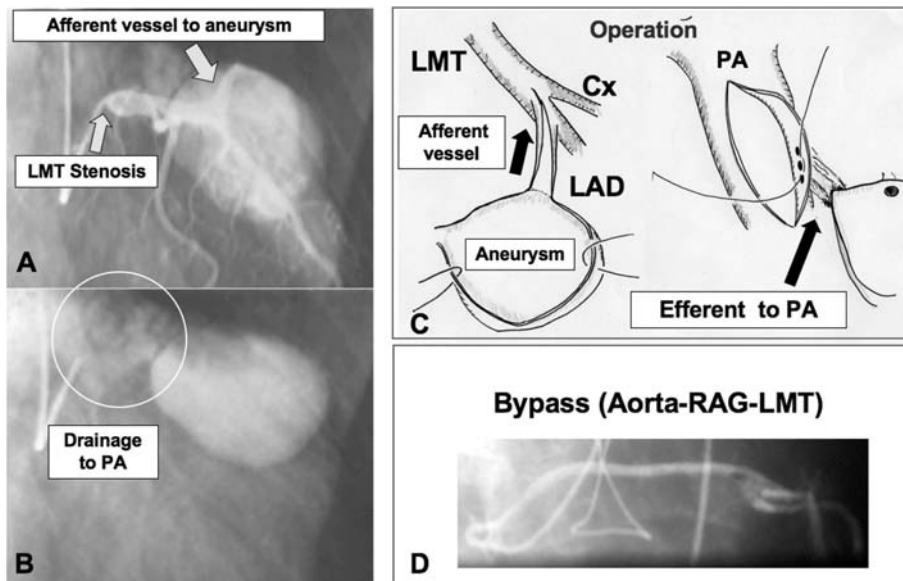 Afferent vessel to aneurysm
LMT Stenosis
A
Drainage
to PA
B
Operation
LMT
Cx
PA
Afferent
vessel
LAD
Aneurysm
Efferent to PA
C
Bypass (Aorta-RAG-LMT)
D